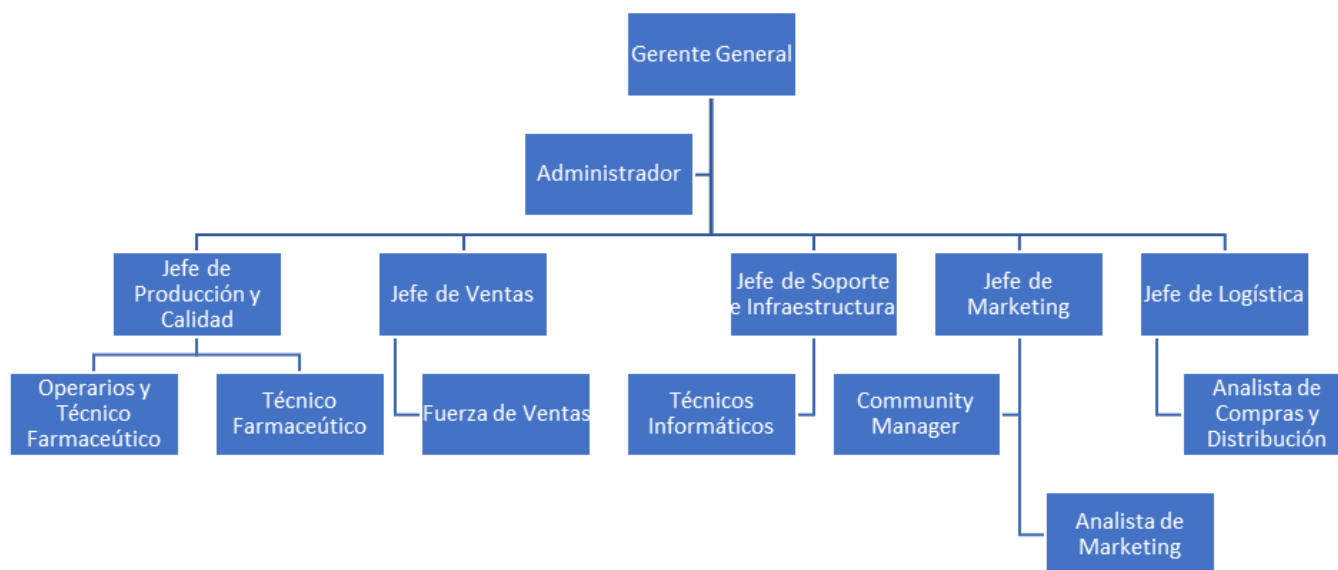 Gerente General
Administrador
Jefe de
Producción y
Calidad
Jefe de Ventas
Jefe de Soporte
e Infraestructura
Jefe de
Marketing
Jefe de Logística
Operarios y
Técnico
Farmaceútico
Técnico
Farmaceútico
Fuerza de Ventas
Técnicos
Informáticos
Community
Manager
Analista de
Compras y
Distribución
Analista de
Marketing